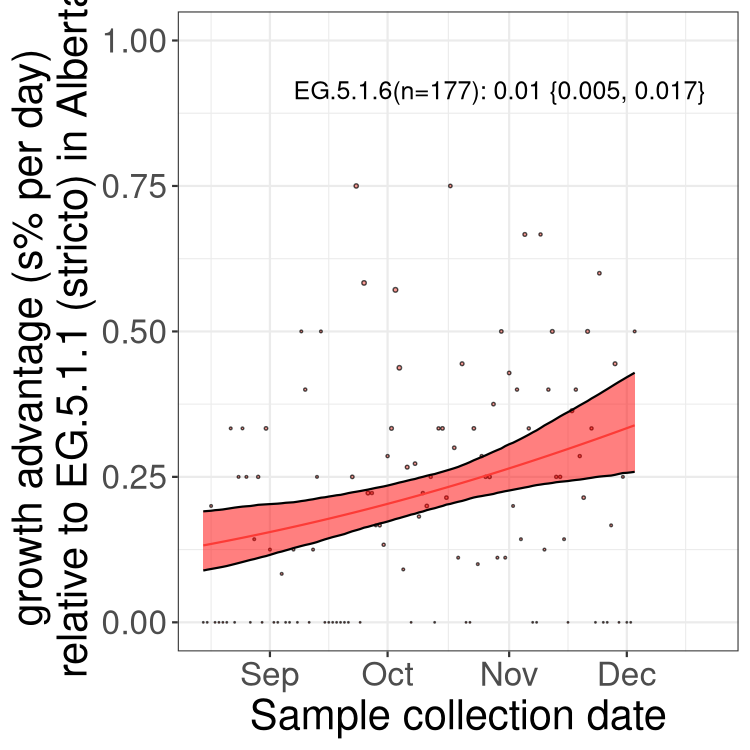 growth advantage (s% per day)
relative to EG.5.1.1 (stricto) in Alberta
1.00
0.75
0.50
0.25
0.00
EG.5.1.6(n=177): 0.01 {0.005, 0.017}
Sep Oct Nov Dec
Sample collection date